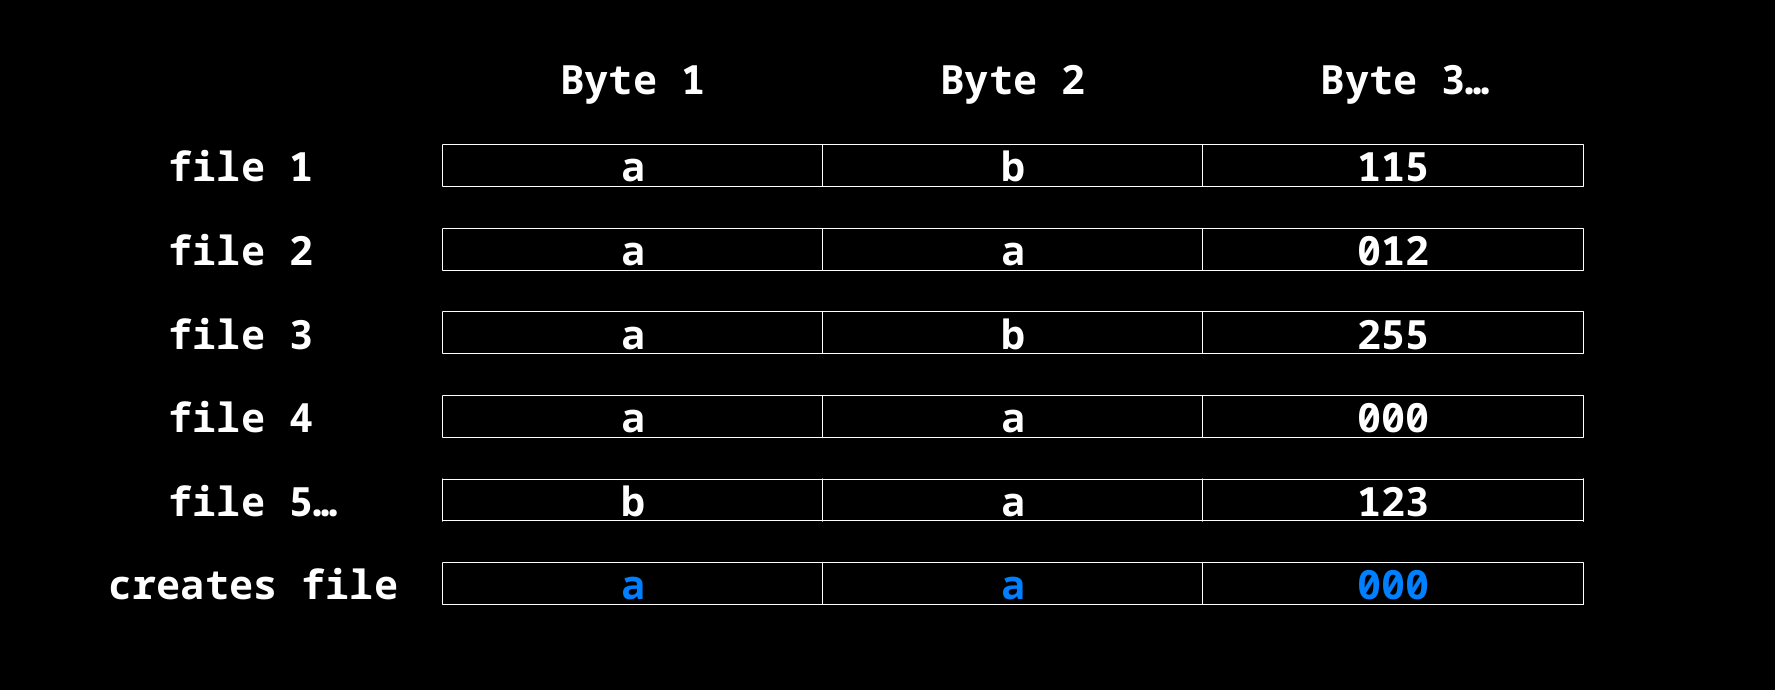 Byte 1 Byte 2 Byte 3…
file 1 a b 115
file 2 a a 012
file 3 a b 255
file 4 a a 000
file 5… b a 123
creates file a a 000